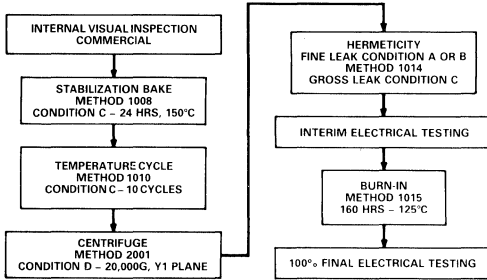 INTERNAL VISUAL INSPECTION
COMMERCIAL
STABILIZATION BAKE
METHOD 1008
CONDITION C – 24 HRS, 150°C
TEMPERATURE CYCLE
METHOD 1010
CONDITION C – 10 CYCLES
CENTRIFUGE
METHOD 2001
CONDITION D – 20,000G, Y1 PLANE
HERMETICITY
FINE LEAK CONDITION A OR B
METHOD 1014
GROSS LEAK CONDITION C
INTERIM ELECTRICAL TESTING
BURN-IN
METHOD 1015
160 HRS – 125°C
100% FINAL ELECTRICAL TESTING